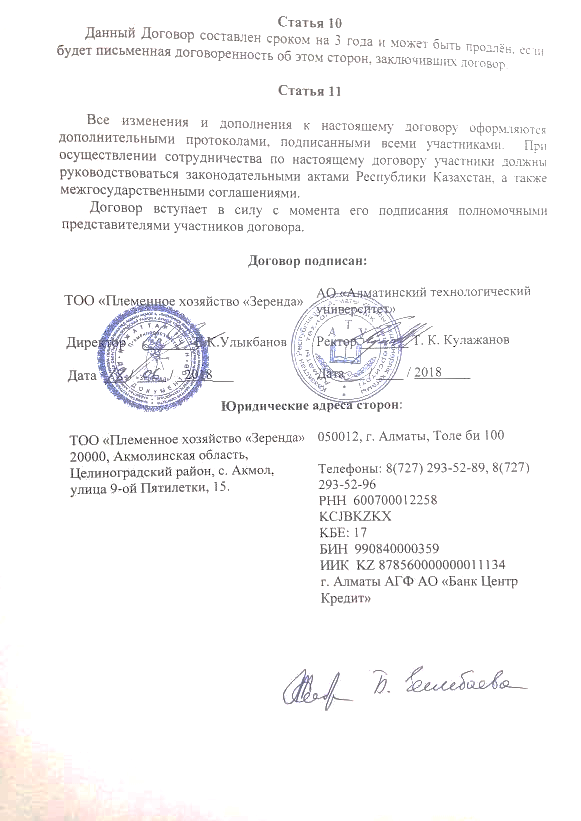 Статья 10
Данный Договор составлен сроком на 3 года и может быть продлён, если
будет письменная договоренность об этом сторон, заключивших договор
Статья 11
Все изменения и дополнения к настоящему договору оформляются
дополнительными протоколами, подписанными всеми участниками. При
осуществлении сотрудничества по настоящему договору участники должны
руководствоваться законодательными актами Республики Казахстан, а также
межгосударственными соглашениями.
Договор вступает в силу с момента его подписания полномочными
представителями участников договора.
Договор подписан:
ТОО «Племенное хозяйство «Зеренда»
Директор Е.К.Улыкбанов
Дата 2018
АО «Алматинский технологический
университет»
Ректор Т. К. Кулажанов
Дата / 2018
АТУ
Юридические адреса сторон:
ТОО «Племенное хозяйство «Зеренда»
20000, Акмолинская область,
Целиноградский район, с. Акмол,
улица 9-ой Пятилетки, 15.
050012, г. Алматы, Толе би 100
Телефоны: 8(727) 293-52-89, 8(727)
293-52-96
РНН 600700012258
KCJBKZKX
КБЕ: 17
БИН 990840000359
ИИК KZ 878560000000011134
г. Алматы АГФ АО «Банк Центр
Кредит»